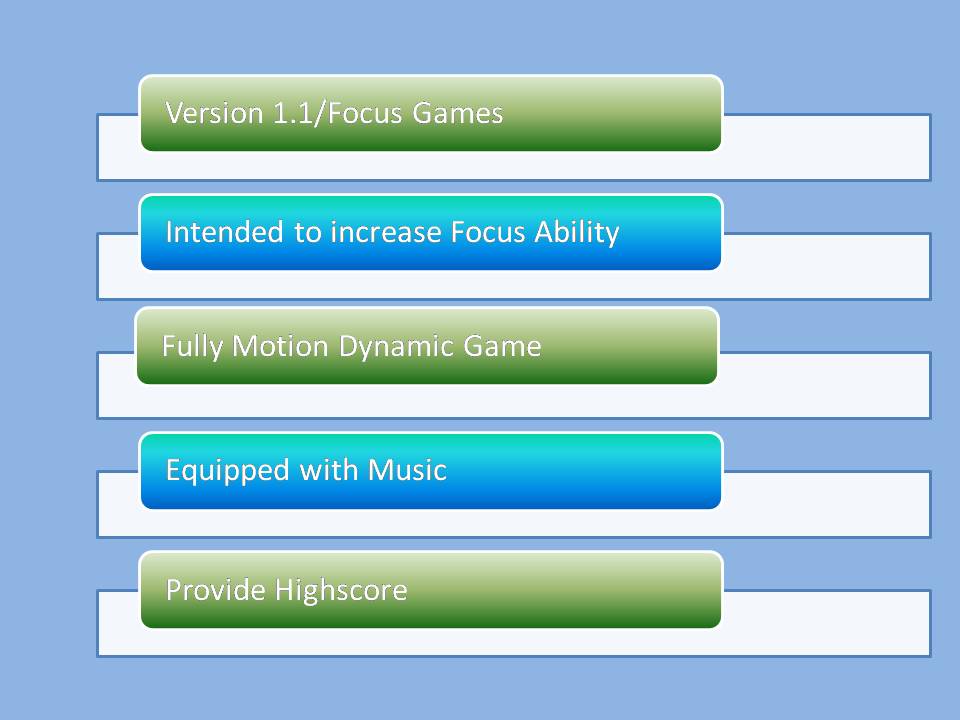 Version 1.1/Focus Games
Intended to increase Focus Ability
Fully Motion Dynamic Game
Equipped with Music
Provide Highscore